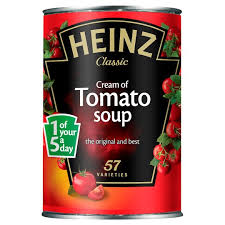 HEINZ
Classic
Cream of
Tomato
soup
the original and best
1 of
your
5 a
day
57
VARIETIES